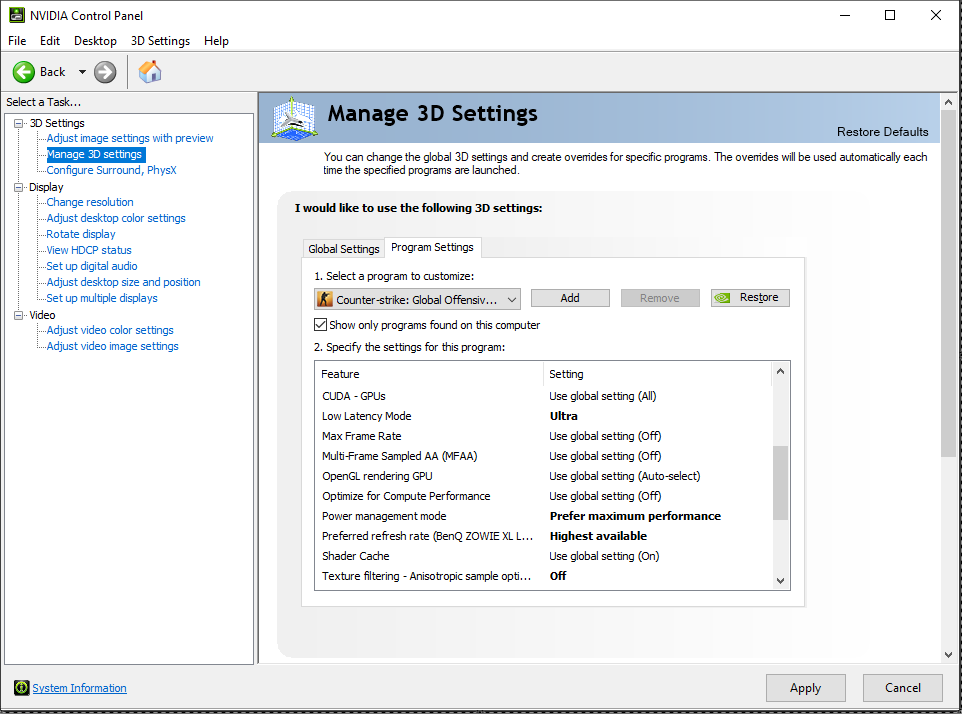 NVIDIA Control Panel
File Edit Desktop 3D Settings Help
Back
Select a Task...
3D Settings
Adjust image settings with preview
Manage 3D settings
Configure Surround, PhysX
Display
Change resolution
Adjust desktop color settings
Rotate display
View HDCP status
Set up digital audio
Adjust desktop size and position
Set up multiple displays
Video
Adjust video color settings
Adjust video image settings
Manage 3D Settings
Restore Defaults
You can change the global 3D settings and create overrides for specific programs. The overrides will be used automatically each
time the specified programs are launched.
I would like to use the following 3D settings:
Global Settings Program Settings
1. Select a program to customize:
Counter-strike: Global Offensiv... Add Remove Restore
Show only programs found on this computer
2. Specify the settings for this program:
Feature Setting
CUDA - GPUs Use global setting (All)
Low Latency Mode Ultra
Max Frame Rate Use global setting (Off)
Multi-Frame Sampled AA (MFAA) Use global setting (Off)
OpenGL rendering GPU Use global setting (Auto-select)
Optimize for Compute Performance Use global setting (Off)
Power management mode Prefer maximum performance
Preferred refresh rate (BenQ ZOWIE XL L... Highest available
Shader Cache Use global setting (On)
Texture filtering - Anisotropic sample opti... Off
System Information
Apply Cancel